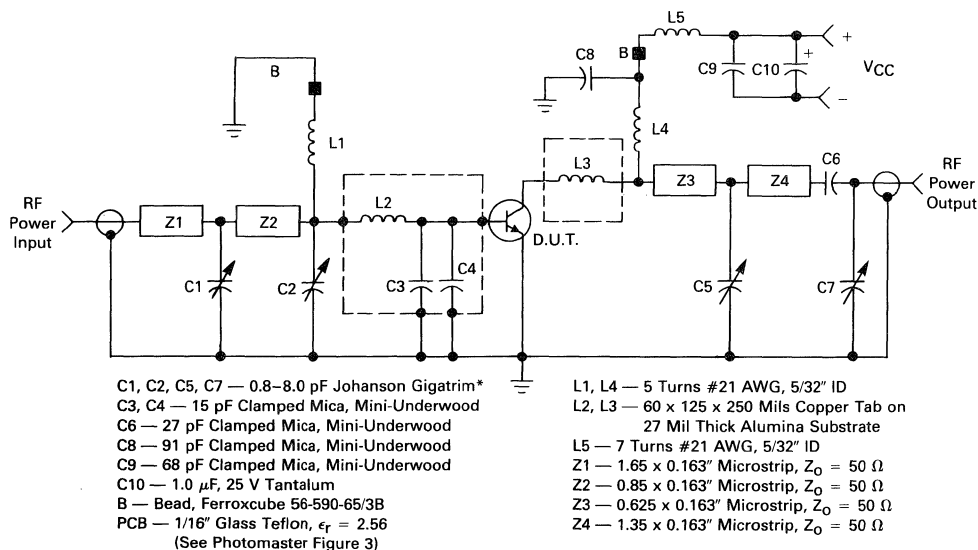 L5
+
B
C8
C9
+
C10
VCC
−
B
L1
L4
L3
L2
RF
Power
Input
Z1
Z2
D.U.T.
Z3
Z4
C6
RF
Power
Output
C1
C2
C3
C4
C5
C7
C1, C2, C5, C7 — 0.8–8.0 pF Johanson Gigatrim*
C3, C4 — 15 pF Clamped Mica, Mini-Underwood
C6 — 27 pF Clamped Mica, Mini-Underwood
C8 — 91 pF Clamped Mica, Mini-Underwood
C9 — 68 pF Clamped Mica, Mini-Underwood
C10 — 1.0 μF, 25 V Tantalum
B — Bead, Ferroxcube 56-590-65/3B
PCB — 1/16″ Glass Teflon, εr = 2.56
(See Photomaster Figure 3)
L1, L4 — 5 Turns #21 AWG, 5/32″ ID
L2, L3 — 60 x 125 x 250 Mils Copper Tab on
27 Mil Thick Alumina Substrate
L5 — 7 Turns #21 AWG, 5/32″ ID
Z1 — 1.65 x 0.163″ Microstrip, Zo = 50 Ω
Z2 — 0.85 x 0.163″ Microstrip, Zo = 50 Ω
Z3 — 0.625 x 0.163″ Microstrip, Zo = 50 Ω
Z4 — 1.35 x 0.163″ Microstrip, Zo = 50 Ω